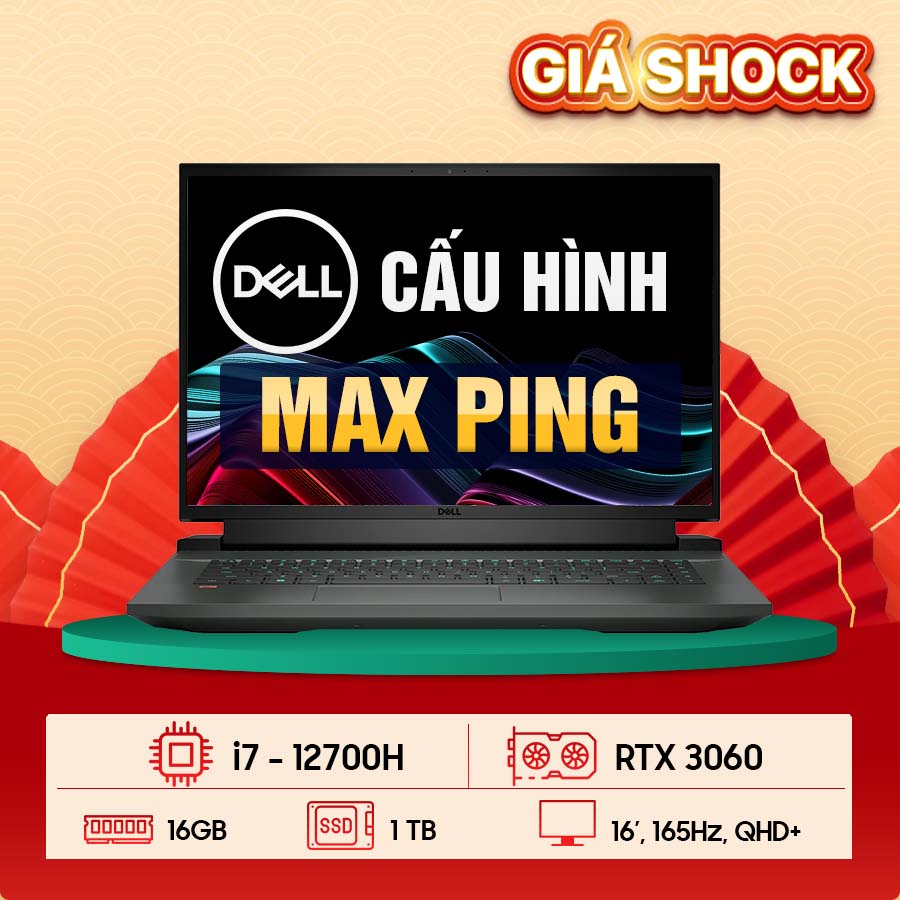 GIÁ SHOCK
DELL CẤU HÌNH
MAX PING
DELL
i7 - 12700H
RTX 3060
16GB
SSD 1 TB
16’, 165Hz, QHD+